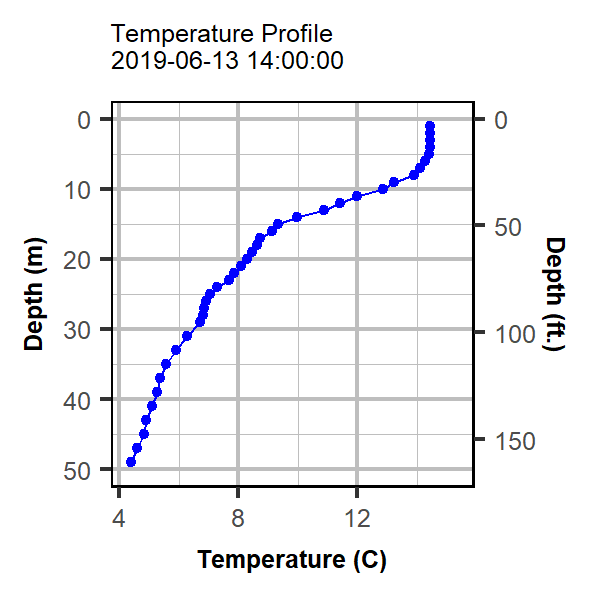 Temperature Profile
2019-06-13 14:00:00
0
10
20
30
40
50
Depth (m)
0
50
100
150
Depth (ft.)
4 8 12
Temperature (C)